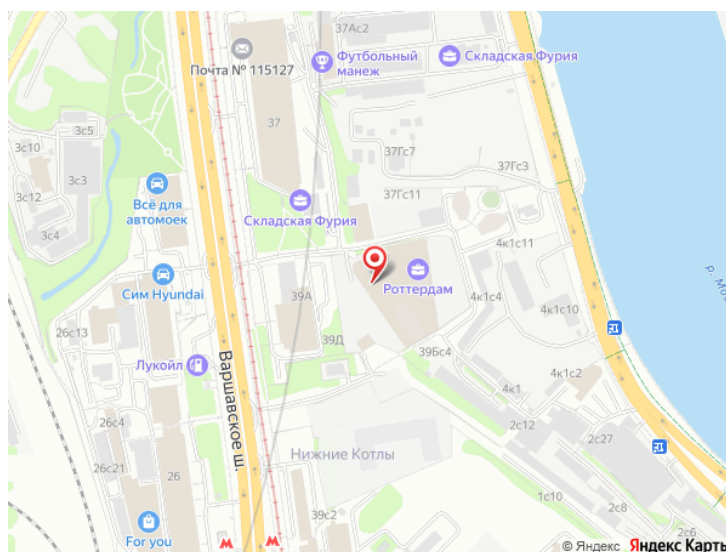 37Ас2
Почта № 115127
Футбольный
манеж
Складская Фурия
3с5
3с10
37
3с3
37Гс7
37Гс3
3с12
Всё для
автомоек
37Гс11
Складская Фурия
3с4
4к1с11
Сим Hyundai
39А
Роттердам
4к1с4
4к1с10
р. Мо
26с13
39Д
39Бс4
Лукойл
Варшавское ш.
4к1с2
4к1
26с4
2с12
2с27
26с21
26
Нижние Котлы
1с10
2с8
39с2
2с6
For you
© Яндекс Яндекс Карты